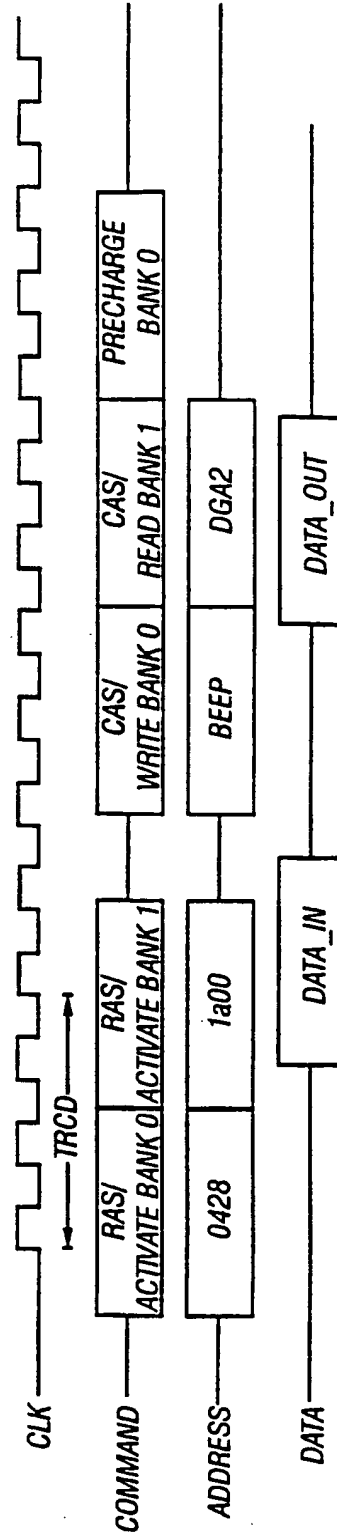 CLK
TRCD
COMMAND
RAS/
ACTIVATE BANK 0
RAS/
ACTIVATE BANK 1
CAS/
WRITE BANK 0
CAS/
READ BANK 1
PRECHARGE
BANK 0
ADDRESS
0428
1a00
BEEP
DGA2
DATA
DATA_IN
DATA_OUT